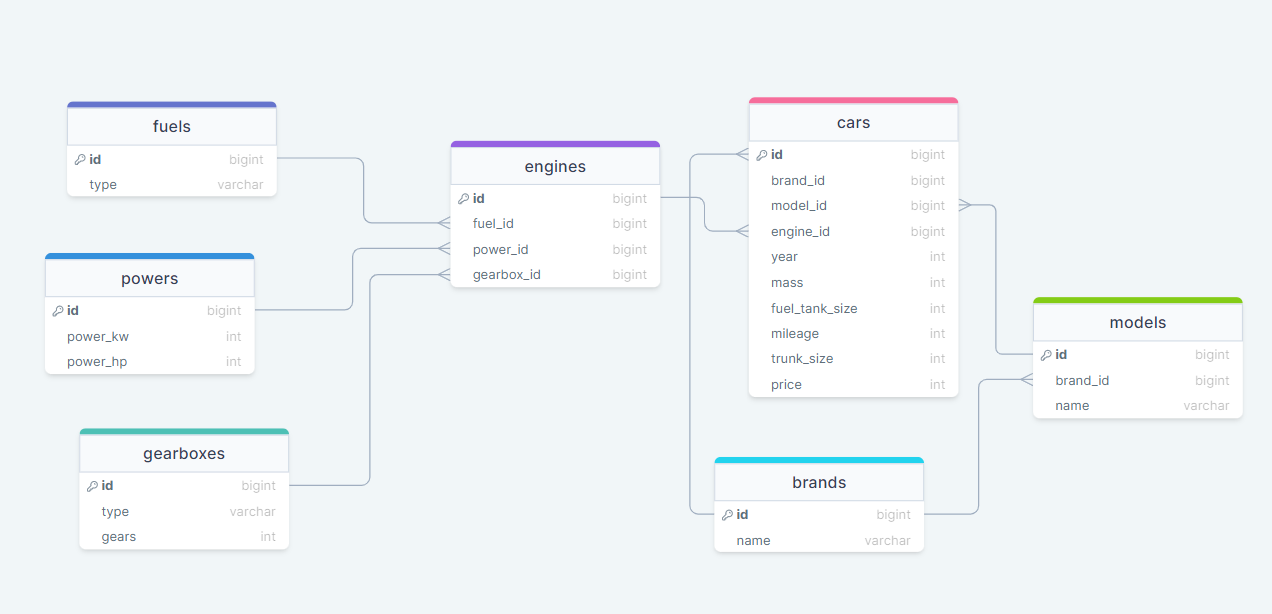 fuels
id bigint
type varchar
powers
id bigint
power_kw int
power_hp int
gearboxes
id bigint
type varchar
gears int
engines
id bigint
fuel_id bigint
power_id bigint
gearbox_id bigint
cars
id bigint
brand_id bigint
model_id bigint
engine_id bigint
year int
mass int
fuel_tank_size int
mileage int
trunk_size int
price int
brands
id bigint
name varchar
models
id bigint
brand_id bigint
name varchar